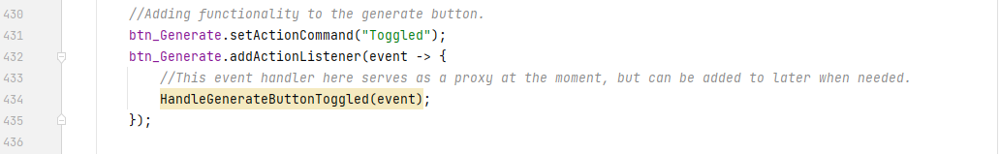 430 //Adding functionality to the generate button.
431 btn_Generate.setActionCommand("Toggled");
432 btn_Generate.addActionListener(event -> {
433 //This event handler here serves as a proxy at the moment, but can be added to later when needed.
434 HandleGenerateButtonToggled(event);
435 });
436